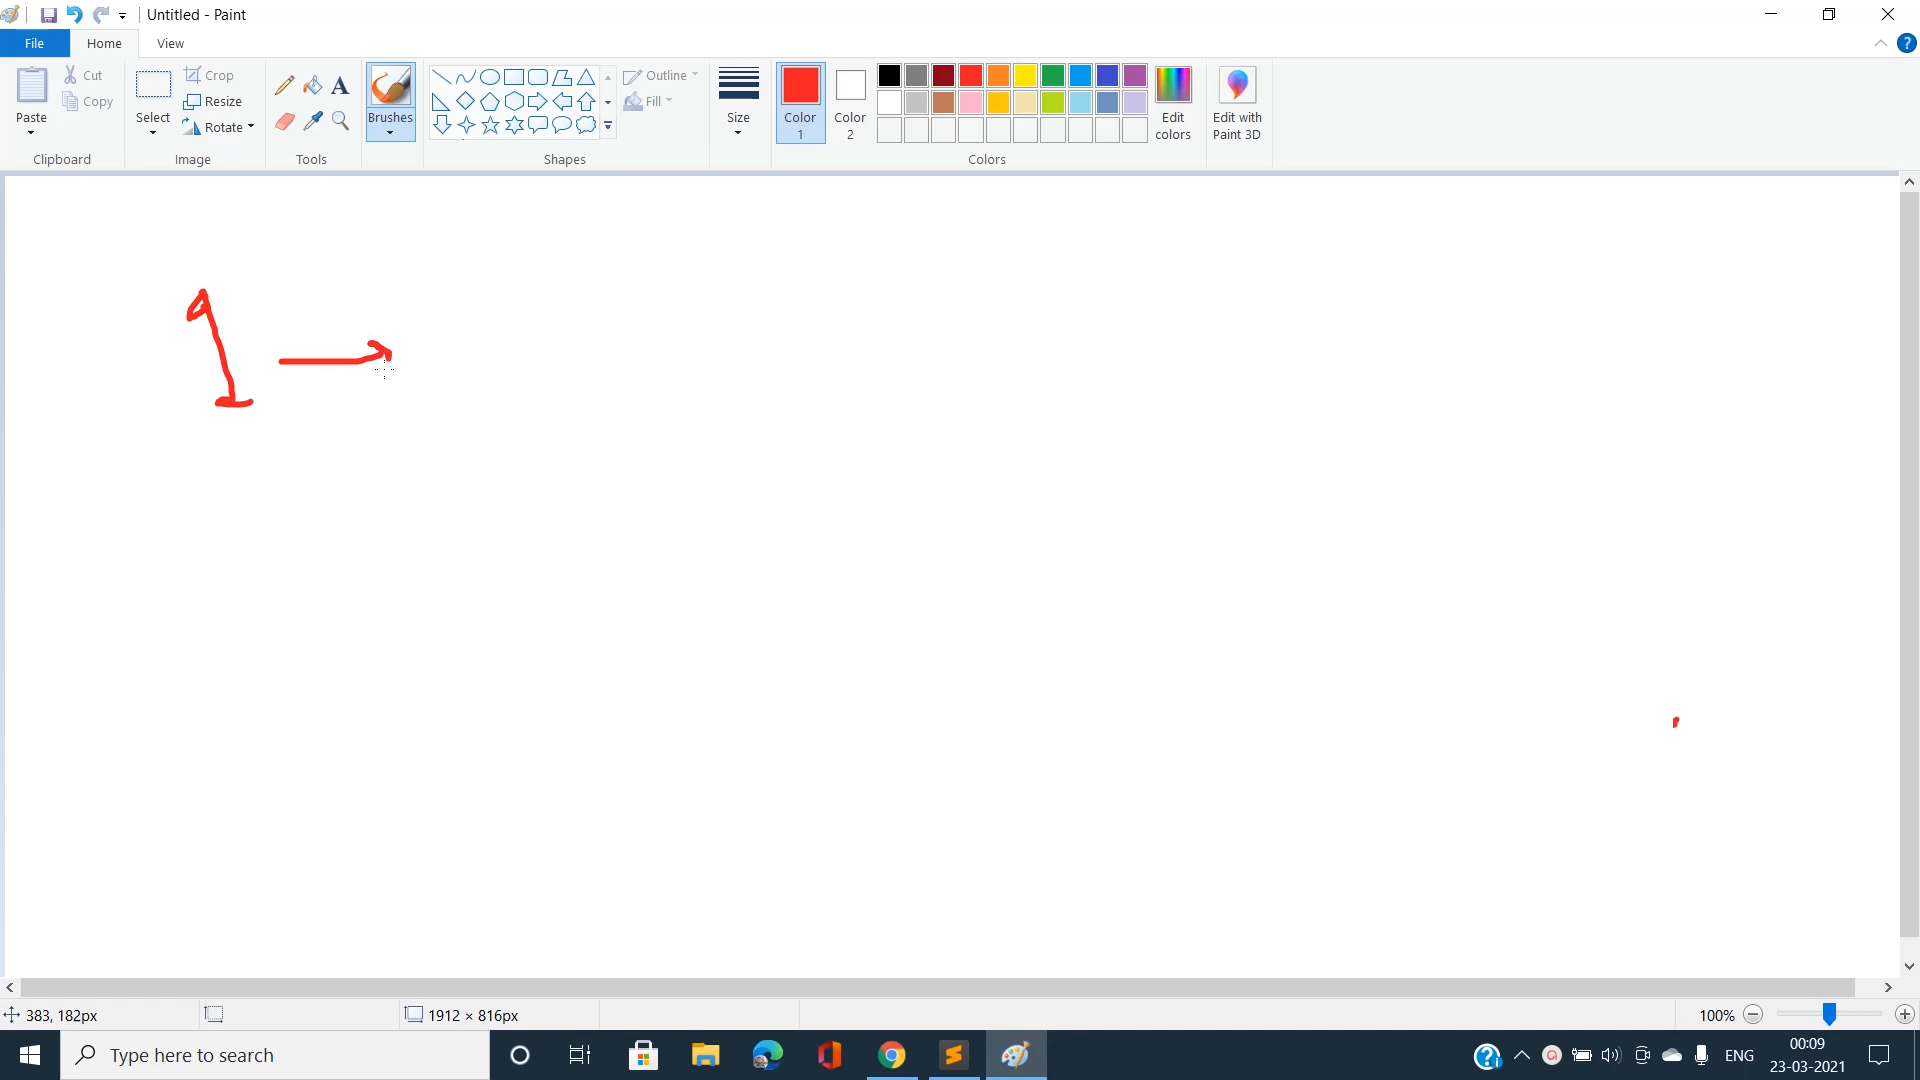 Untitled - Paint
File Home View
Paste
Cut
Copy
Clipboard
Select
Crop
Resize
Rotate
Image
Tools
Brushes
Shapes
Outline
Fill
Size
Color 1
Color 2
Colors
Edit colors
Edit with Paint 3D
1 →
383, 182px
1912 × 816px
100%
Type here to search
ENG
00:09
23-03-2021